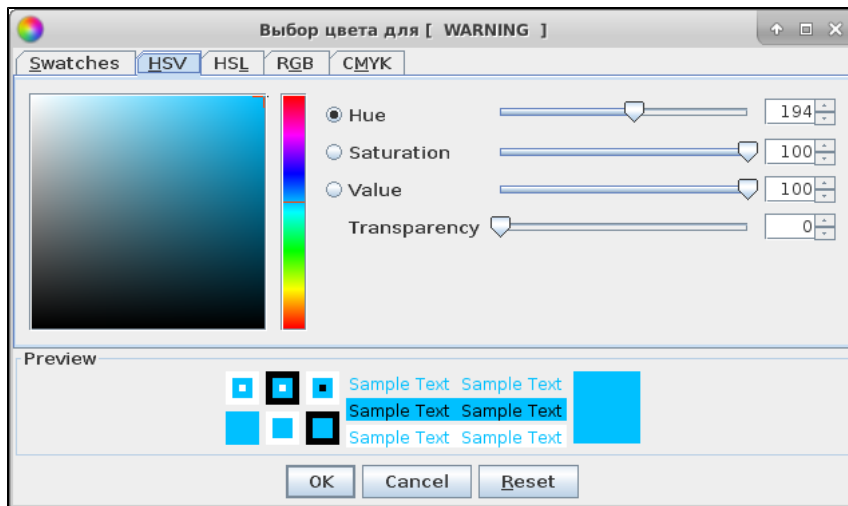 Выбор цвета для [ WARNING ]
Swatches HSV HSL RGB CMYK
Hue 194
Saturation 100
Value 100
Transparency 0
Preview
Sample Text Sample Text
Sample Text Sample Text
Sample Text Sample Text
OK Cancel Reset